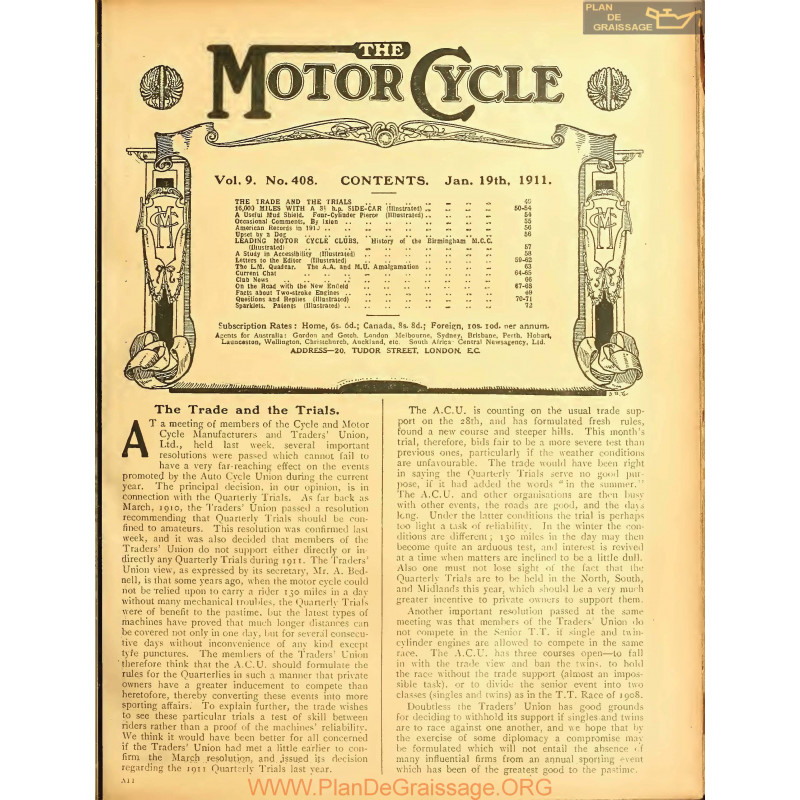 PLAN
DE
GRAISSAGE
THE
MOTOR CYCLE
Vol. 9. No. 408. CONTENTS. Jan. 19th, 1911.
THE TRADE AND THE TRIALS 49
16,000 MILES WITH A 3½ h.p. SIDE-CAR (Illustrated) 50-54
A Useful Mud Shield. Four-Cylinder Pierce (Illustrated) 54
Occasional Comments, By Ixion 55
American Records in 1910 56
Upset by a Dog 56
LEADING MOTOR CYCLE CLUBS. History of the Birmingham M.C.C.
(Illustrated) 57
A Study in Accessibility (Illustrated) 58
Letters to the Editor (Illustrated) 59-62
The L.M. Quadcar. The A.A. and M.U. Amalgamation 63
Current Chat 64-65
Club News 66
On the Road with the New Enfield 67-68
Facts about Two-stroke Engines 69
Questions and Replies (Illustrated) 70-71
Sparklets. Patents (Illustrated) 72
Subscription Rates: Home, 6s. 6d.; Canada, 8s. 8d.; Foreign, 10s. 10d. per annum.
Agents for Australia: Gordon and Gotch, London Melbourne, Sydney, Brisbane, Perth, Hobart,
Launceston, Wellington, Christchurch, Auckland, etc. South Africa: Central Newsagency, Ltd.
ADDRESS—20, TUDOR STREET, LONDON, E.C.
The Trade and the Trials.
AT a meeting of members of the Cycle and Motor
Cycle Manufacturers and Traders' Union,
Ltd., held last week, several important
resolutions were passed which cannot fail to
have a very far-reaching effect on the events
promoted by the Auto Cycle Union during the current
year. The principal decision, in our opinion, is in
connection with the Quarterly Trials. As far back as
March, 1910, the Traders' Union passed a resolution
recommending that Quarterly Trials should be con-
fined to amateurs. This resolution was confirmed last
week, and it was also decided that members of the
Traders' Union do not support either directly or in-
directly any Quarterly Trials during 1911. The Traders'
Union view, as expressed by its secretary, Mr. A. Bed-
nell, is that some years ago, when the motor cycle could
not be relied upon to carry a rider 130 miles in a day
without many mechanical troubles, the Quarterly Trials
were of benefit to the pastime, but the latest types of
machines have proved that much longer distances can
be covered not only in one day, but for several consecu-
tive days without inconvenience of any kind except
tyre punctures. The members of the Traders' Union
therefore think that the A.C.U. should formulate the
rules for the Quarterlies in such a manner that private
owners have a greater inducement to compete than
heretofore, thereby converting these events into more
sporting affairs. To explain further, the trade wishes
to see these particular trials a test of skill between
riders rather than a proof of the machines' reliability.
We think it would have been better for all concerned
if the Traders' Union had met a little earlier to con-
firm the March resolution, and issued its decision
regarding the 1911 Quarterly Trials last year.
A11
The A.C.U. is counting on the usual trade sup-
port on the 28th, and has formulated fresh rules,
found a new course and steeper hills. This month's
trial, therefore, bids fair to be a more severe test than
previous ones, particularly if the weather conditions
are unfavourable. The trade would have been right
in saying the Quarterly Trials serve no good pur-
pose, if it had added the words "in the summer."
The A.C.U. and other organisations are then busy
with other events, the roads are good, and the days
long. Under the latter conditions the trial is perhaps
too light a task of reliability. In the winter the con-
ditions are different; 130 miles in the day may then
become quite an arduous test, and interest is revived
at a time when matters are inclined to be a little dull.
Also one must not lose sight of the fact that the
Quarterly Trials are to be held in the North, South,
and Midlands this year, which should be a very much
greater incentive to private owners to support them.
Another important resolution passed at the same
meeting was that members of the Traders' Union do
not compete in the Senior T.T. if single and twin-
cylinder engines are allowed to compete in the same
race. The A.C.U. has three courses open—to fall
in with the trade view and ban the twins, to hold
the race without the trade support (almost an impos-
sible task), or to divide the senior event into two
classes (singles and twins) as in the T.T. Race of 1908.
Doubtless the Traders' Union has good grounds
for deciding to withhold its support if singles and twins
are to race against one another, and we hope that by
the exercise of some diplomacy a compromise may
be formulated which will not entail the absence of
many influential firms from an annual sporting event
which has been of the greatest good to the pastime.
www.PlanDeGraissage.ORG